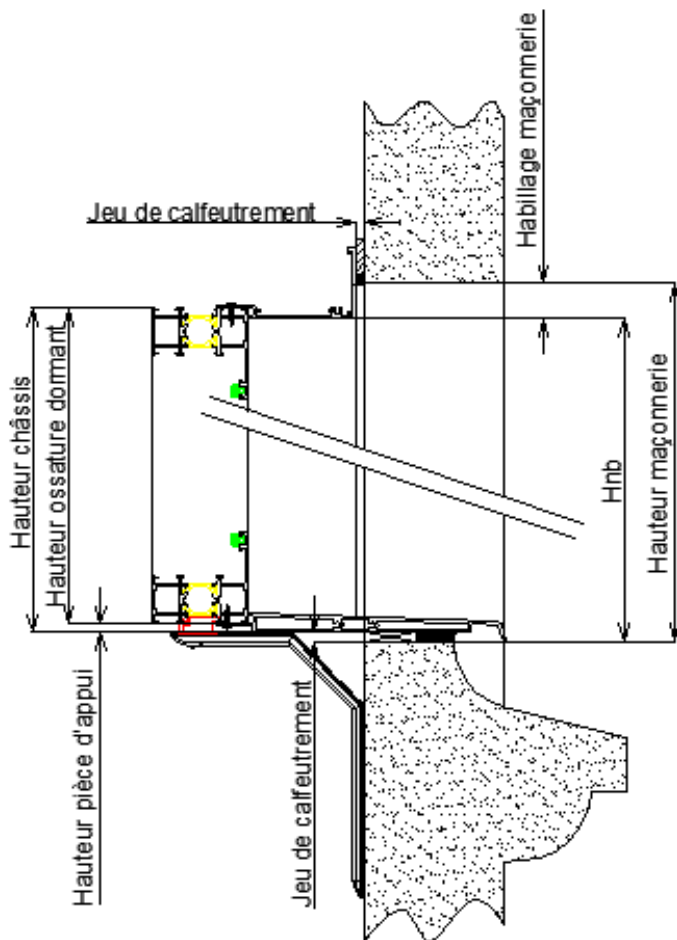 Habillage maçonnerie
Jeu de calfeutrement
Hauteur châssis
Hauteur ossature dormant
Hnb
Hauteur maçonnerie
Hauteur pièce d'appui
Jeu de calfeutrement